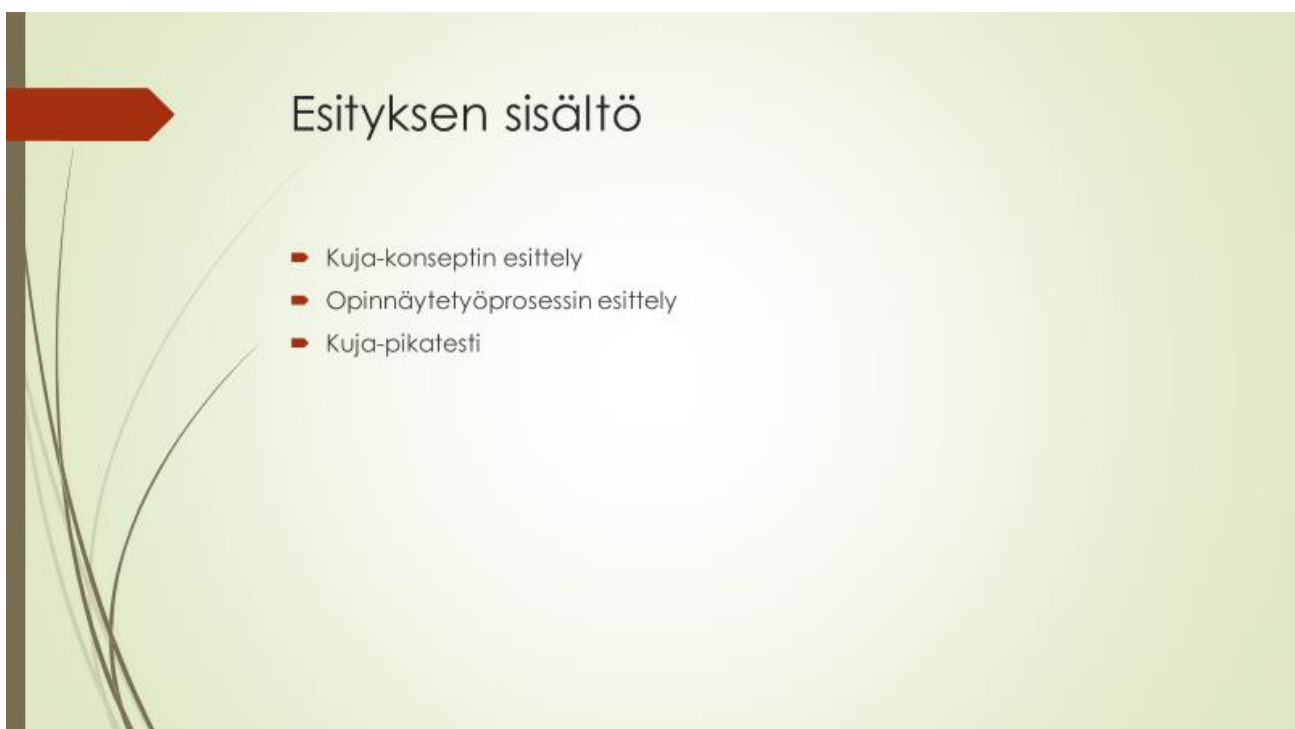 Esityksen sisältö
Kuja-konseptin esittely
Opinnäytetyöprosessin esittely
Kuja-pikatesti